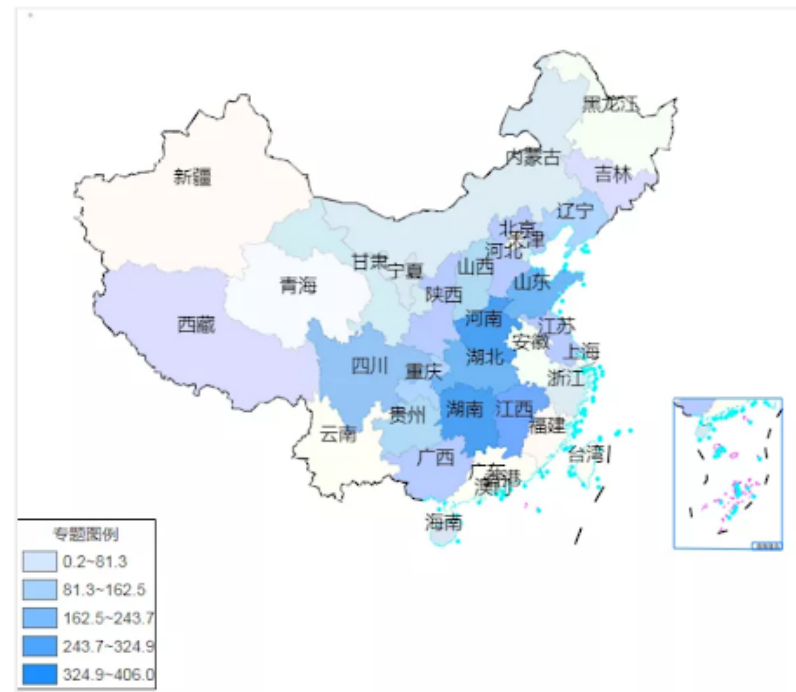 黑龙江
内蒙古
吉林
新疆
辽宁
北京
天津
河北
甘肃
宁夏
山西
青海
山东
陕西
西藏
河南
江苏
安徽
上海
湖北
四川
重庆
浙江
湖南
江西
贵州
福建
云南
台湾
广西
广东
香港
澳门
海南
专题图例
0.2~81.3
81.3~162.5
162.5~243.7
243.7~324.9
324.9~406.0